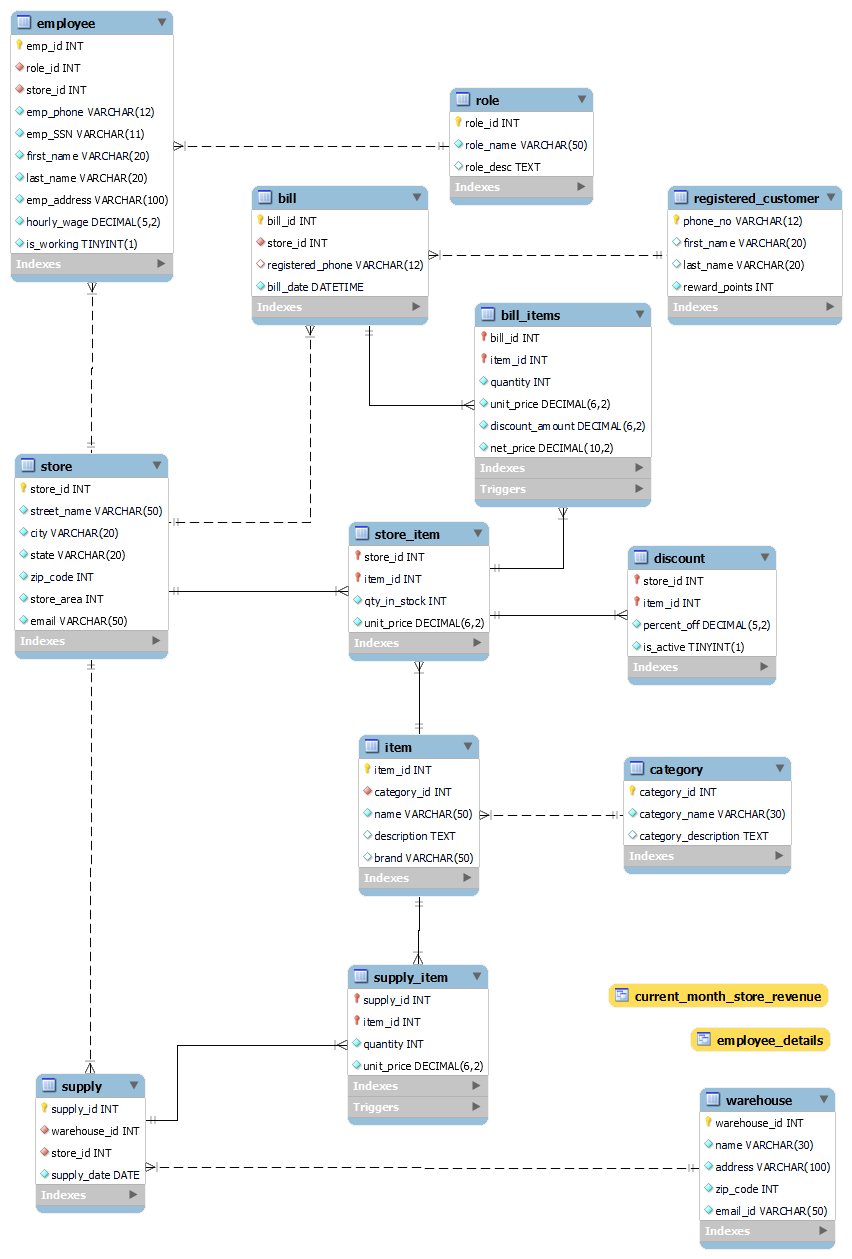 employee
emp_id INT
role_id INT
store_id INT
emp_phone VARCHAR(12)
emp_SSN VARCHAR(11)
first_name VARCHAR(20)
last_name VARCHAR(20)
emp_address VARCHAR(100)
hourly_wage DECIMAL(5,2)
is_working TINYINT(1)
Indexes
role
role_id INT
role_name VARCHAR(50)
role_desc TEXT
Indexes
bill
bill_id INT
store_id INT
registered_phone VARCHAR(12)
bill_date DATETIME
Indexes
registered_customer
phone_no VARCHAR(12)
first_name VARCHAR(20)
last_name VARCHAR(20)
reward_points INT
Indexes
bill_items
bill_id INT
item_id INT
quantity INT
unit_price DECIMAL(6,2)
discount_amount DECIMAL(6,2)
net_price DECIMAL(10,2)
Indexes
Triggers
store
store_id INT
street_name VARCHAR(50)
city VARCHAR(20)
state VARCHAR(20)
zip_code INT
store_area INT
email VARCHAR(50)
Indexes
store_item
store_id INT
item_id INT
qty_in_stock INT
unit_price DECIMAL(6,2)
Indexes
discount
store_id INT
item_id INT
percent_off DECIMAL(5,2)
is_active TINYINT(1)
Indexes
item
item_id INT
category_id INT
name VARCHAR(50)
description TEXT
brand VARCHAR(50)
Indexes
category
category_id INT
category_name VARCHAR(30)
category_description TEXT
Indexes
supply_item
supply_id INT
item_id INT
quantity INT
unit_price DECIMAL(6,2)
Indexes
Triggers
current_month_store_revenue
employee_details
supply
supply_id INT
warehouse_id INT
store_id INT
supply_date DATE
Indexes
warehouse
warehouse_id INT
name VARCHAR(30)
address VARCHAR(100)
zip_code INT
email_id VARCHAR(50)
Indexes